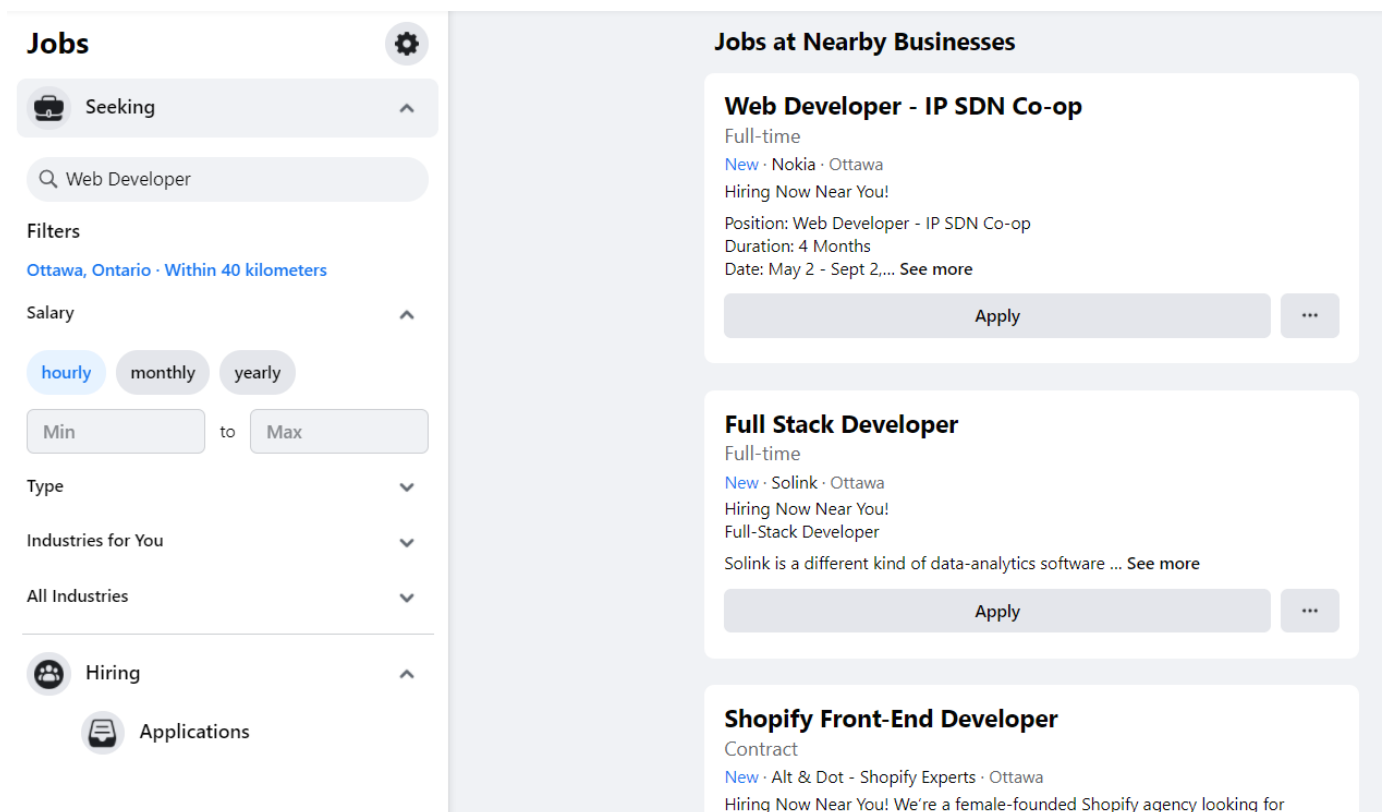 Jobs
Seeking
Web Developer
Filters
Ottawa, Ontario · Within 40 kilometers
Salary
hourly monthly yearly
Min to Max
Type
Industries for You
All Industries
Hiring
Applications
Jobs at Nearby Businesses
Web Developer - IP SDN Co-op
Full-time
New · Nokia · Ottawa
Hiring Now Near You!
Position: Web Developer - IP SDN Co-op
Duration: 4 Months
Date: May 2 - Sept 2,... See more
Apply ...
Full Stack Developer
Full-time
New · Solink · Ottawa
Hiring Now Near You!
Full-Stack Developer
Solink is a different kind of data-analytics software ... See more
Apply ...
Shopify Front-End Developer
Contract
New · Alt & Dot - Shopify Experts · Ottawa
Hiring Now Near You! We’re a female-founded Shopify agency looking for